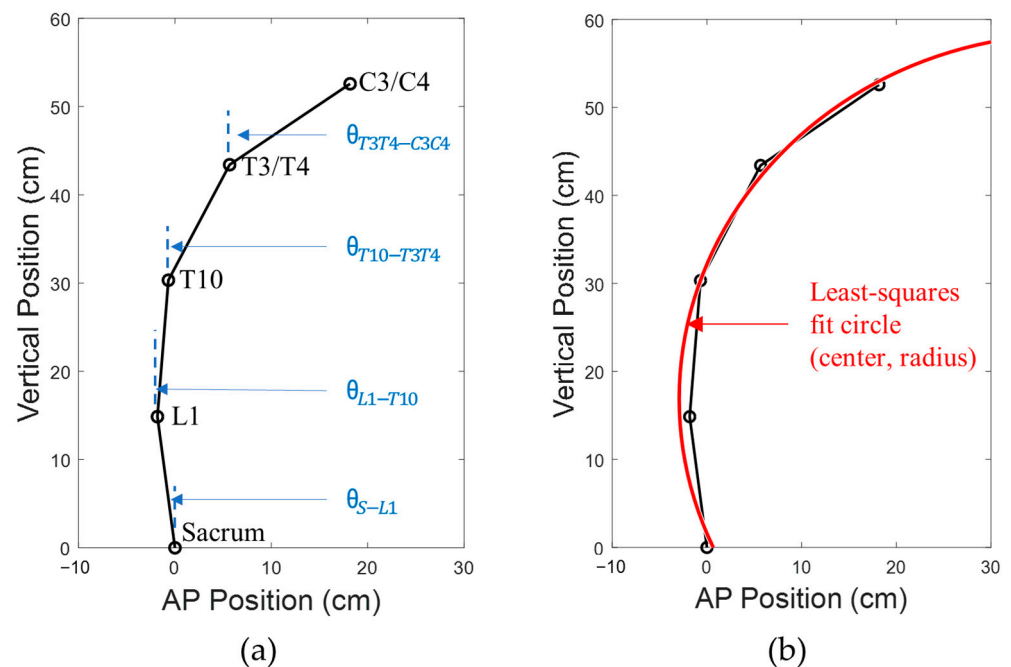 60
50
40
30
20
10
0
−10
0
10
20
30
Vertical Position (cm)
AP Position (cm)
C3/C4
θT3T4−C3C4
T3/T4
θT10−T3T4
T10
θL1−T10
L1
θS−L1
Sacrum
(a)
60
50
40
30
20
10
0
−10
0
10
20
30
Vertical Position (cm)
AP Position (cm)
Least-squares
fit circle
(center, radius)
(b)